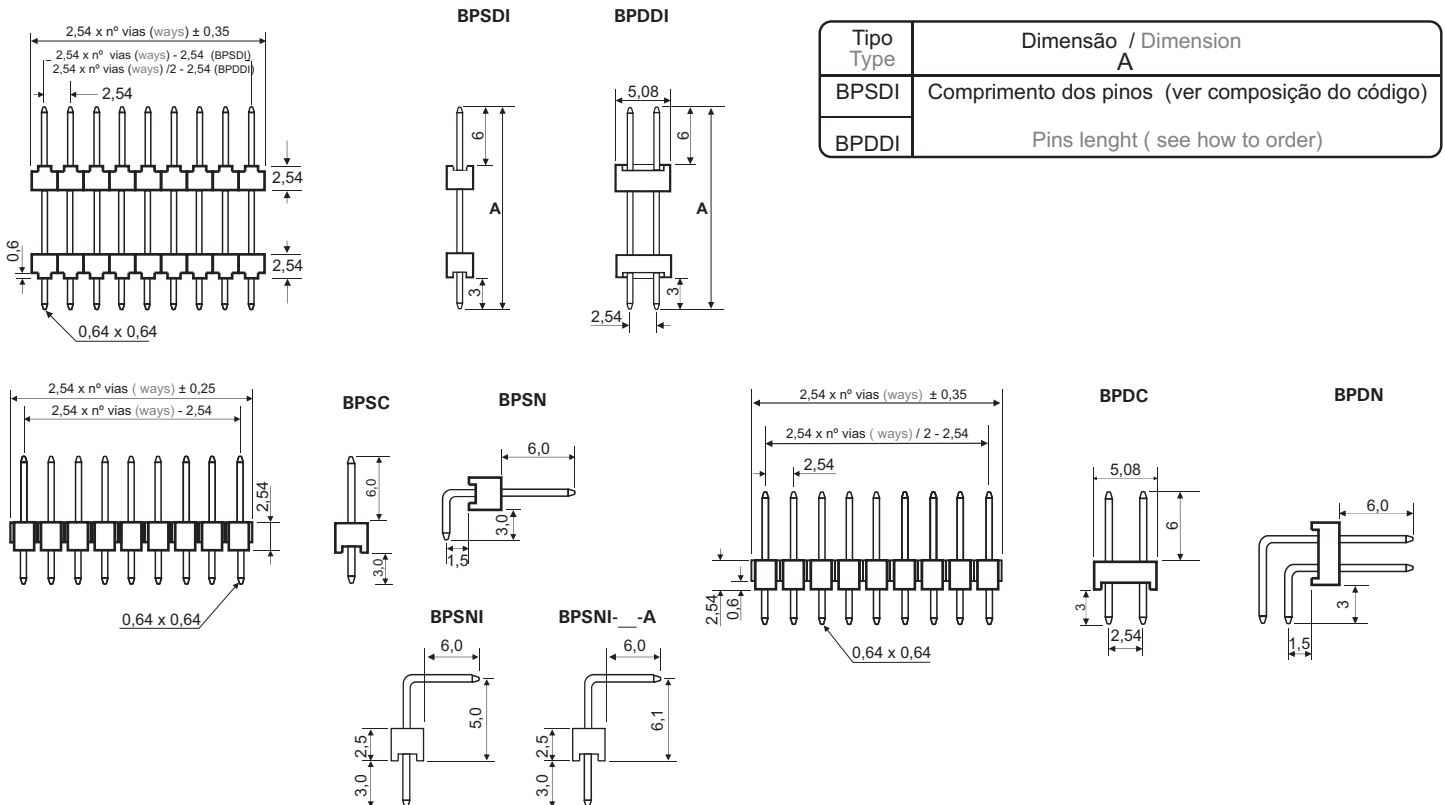 BPSDI
BPDDI
2,54 x nº vias (ways) ± 0,35
2,54 x nº vias (ways) - 2,54 (BPSDI)
2,54 x nº vias (ways) /2 - 2,54 (BPDDI)
2,54
2,54
2,54
0,6
0,64 x 0,64
6
A
3
5,08
6
A
3
2,54
Tipo
Type
Dimensão / Dimension
A
BPSDI
Comprimento dos pinos (ver composição do código)
BPDDI
Pins lenght ( see how to order)
2,54 x nº vias ( ways) ± 0,25
2,54 x nº vias (ways) - 2,54
2,54
0,64 x 0,64
BPSC
6,0
3,0
BPSN
6,0
3,0
1,5
BPSNI
6,0
5,0
2,5
3,0
BPSNI-__-A
6,0
6,1
2,5
3,0
2,54 x nº vias (ways) ± 0,35
2,54 x nº vias ( ways) / 2 - 2,54
2,54
2,54
0,6
0,64 x 0,64
BPDC
5,08
6
3
2,54
BPDN
6,0
3
1,5